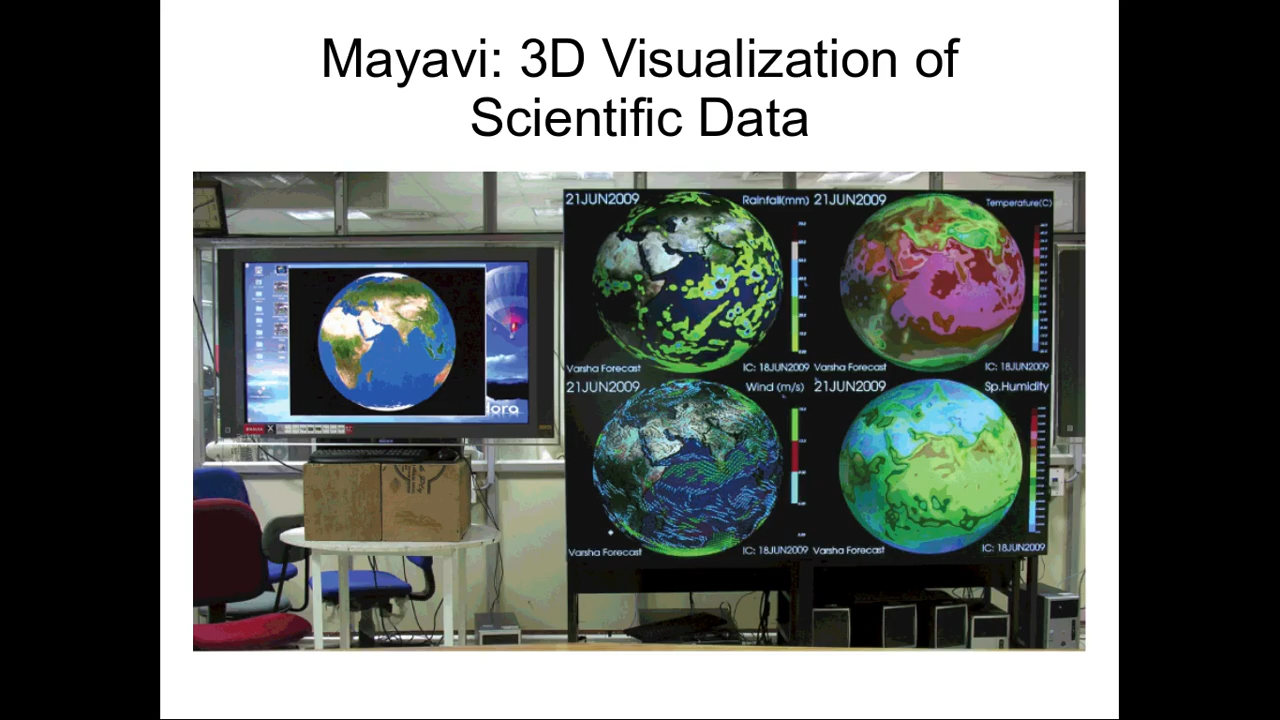 Mayavi: 3D Visualization of
Scientific Data
21JUN2009
Rainfall(mm)
21JUN2009
Temperature(C)
Varsha Forecast
IC: 18JUN2009
Varsha Forecast
IC: 18JUN2009
21JUN2009
Wind (m/s)
21JUN2009
Sp.Humidity
Varsha Forecast
IC: 18JUN2009
Varsha Forecast
IC: 18JUN2009